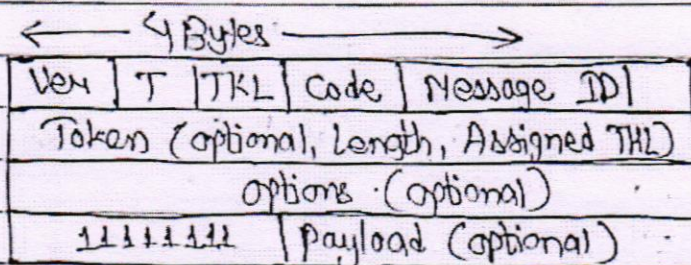 4 Bytes
Ver T TKL Code Message ID
Token (optional, Length, Assigned TKL)
options (optional)
11111111 Payload (optional)